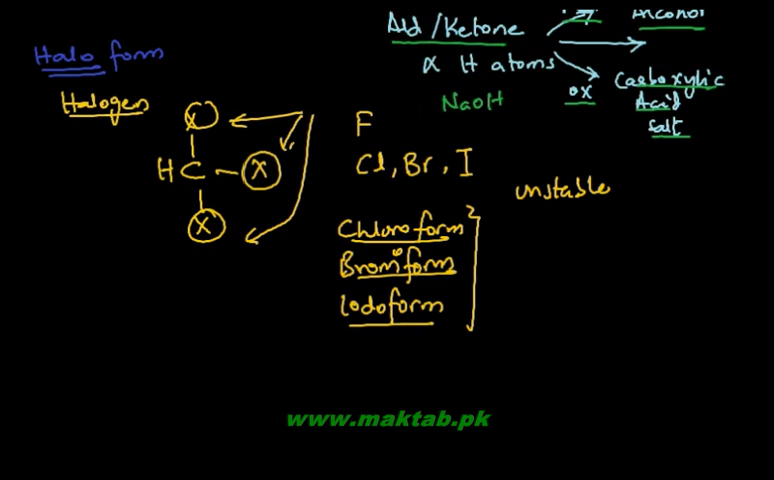 Halo form
Halogen
X
H C - X
X
F
Cl, Br, I
Chloroform
Bromoform
Iodoform
unstable
Ald/Ketone
α H atoms
NaOH
Alcohol
ox
Carboxylic
Acid
Salt
www.maktab.pk